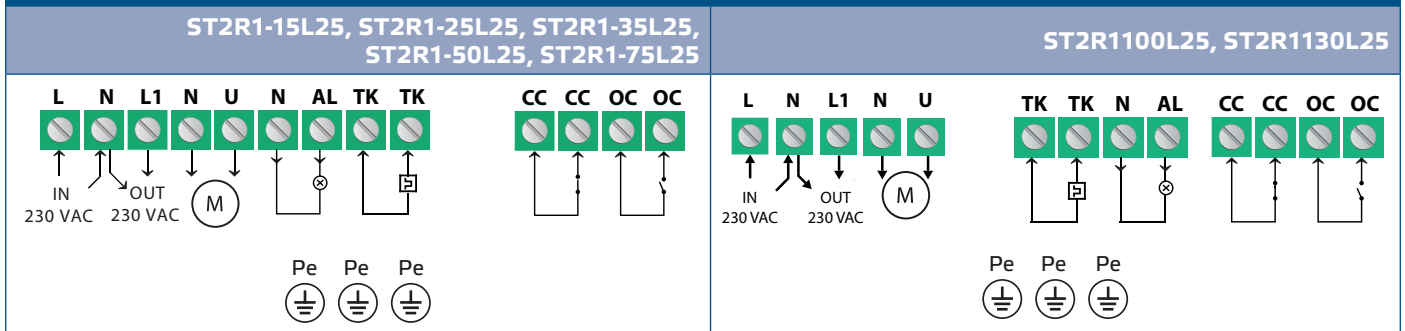 ST2R1-15L25, ST2R1-25L25, ST2R1-35L25,
ST2R1-50L25, ST2R1-75L25
L N L1 N U N AL TK TK CC CC OC OC
IN OUT
230 VAC 230 VAC M
Pe Pe Pe
ST2R1100L25, ST2R1130L25
L N L1 N U TK TK N AL CC CC OC OC
IN OUT
230 VAC 230 VAC M
Pe Pe Pe